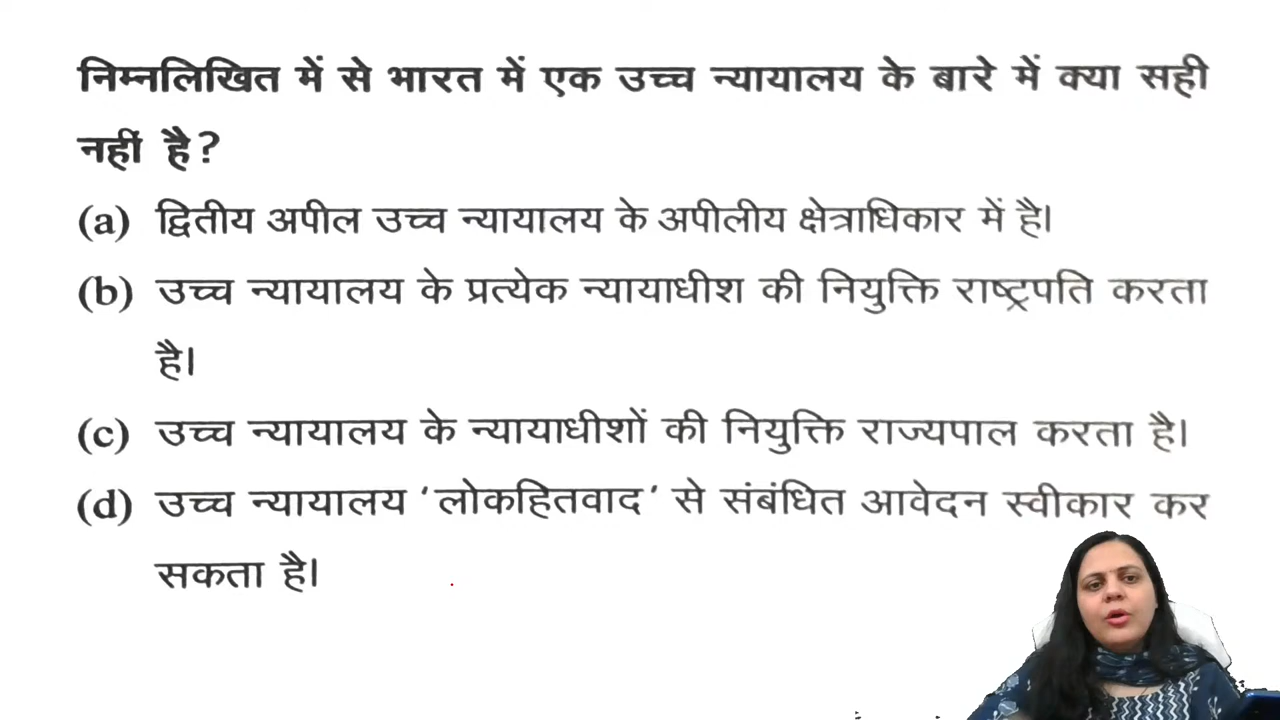 निम्नलिखित में से भारत में एक उच्च न्यायालय के बारे में क्या सही
नहीं है?
(a) द्वितीय अपील उच्च न्यायालय के अपीलीय क्षेत्राधिकार में है।
(b) उच्च न्यायालय के प्रत्येक न्यायाधीश की नियुक्ति राष्ट्रपति करता
है।
(c) उच्च न्यायालय के न्यायाधीशों की नियुक्ति राज्यपाल करता है।
(d) उच्च न्यायालय ‘लोकहितवाद’ से संबंधित आवेदन स्वीकार कर
सकता है।